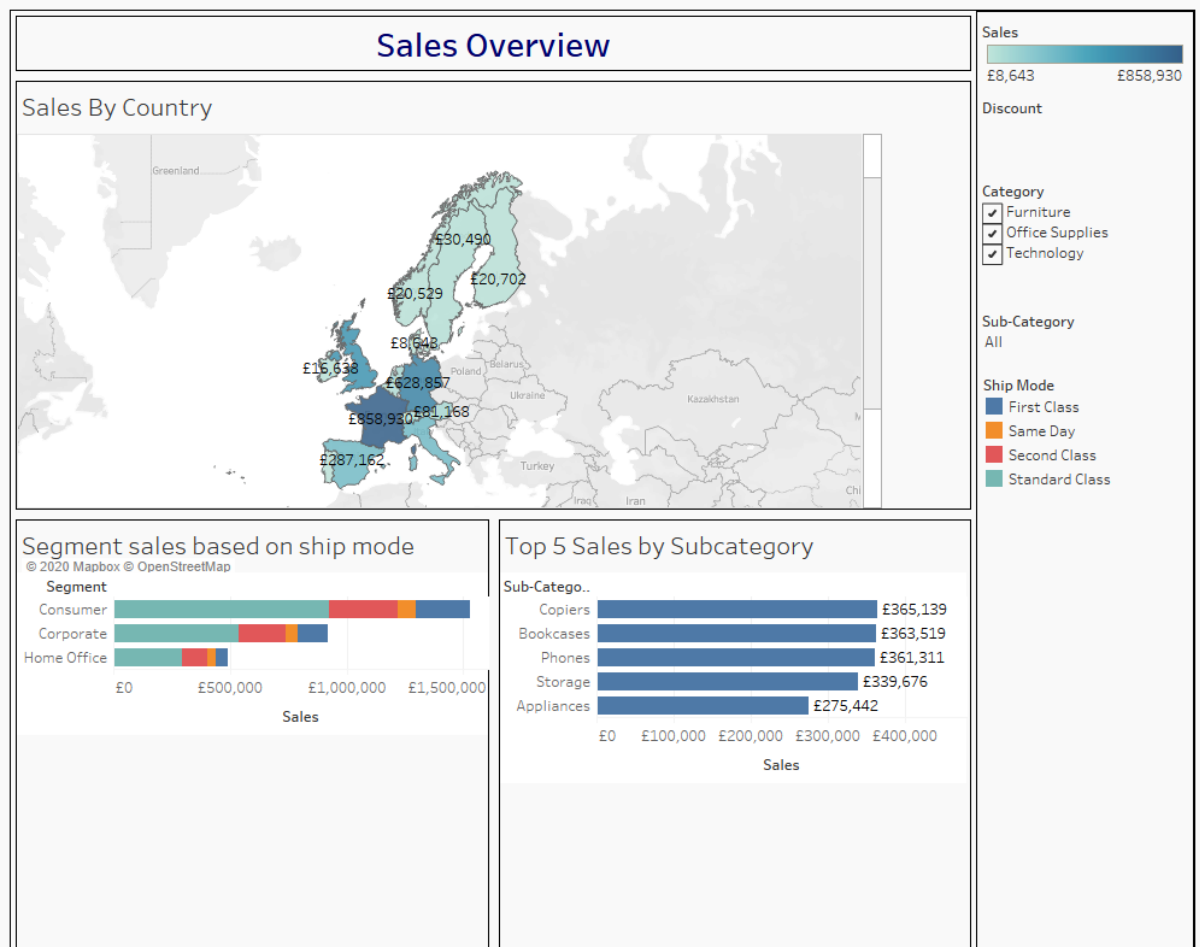 Sales Overview
Sales By Country
Greenland
£30,490
£20,702
£20,529
£8,643
£16,638
Poland
Belarus
£628,857
Ukraine
Kazakhstan
£81,168
£858,930
£287,162
Turkey
Iraq
Iran
Chi
M
Segment sales based on ship mode
© 2020 Mapbox © OpenStreetMap
Segment
Consumer
Corporate
Home Office
£0 £500,000 £1,000,000 £1,500,000
Sales
Top 5 Sales by Subcategory
Sub-Catego..
Copiers £365,139
Bookcases £363,519
Phones £361,311
Storage £339,676
Appliances £275,442
£0 £100,000 £200,000 £300,000 £400,000
Sales
Sales
£8,643 £858,930
Discount
Category
Furniture
Office Supplies
Technology
Sub-Category
All
Ship Mode
First Class
Same Day
Second Class
Standard Class